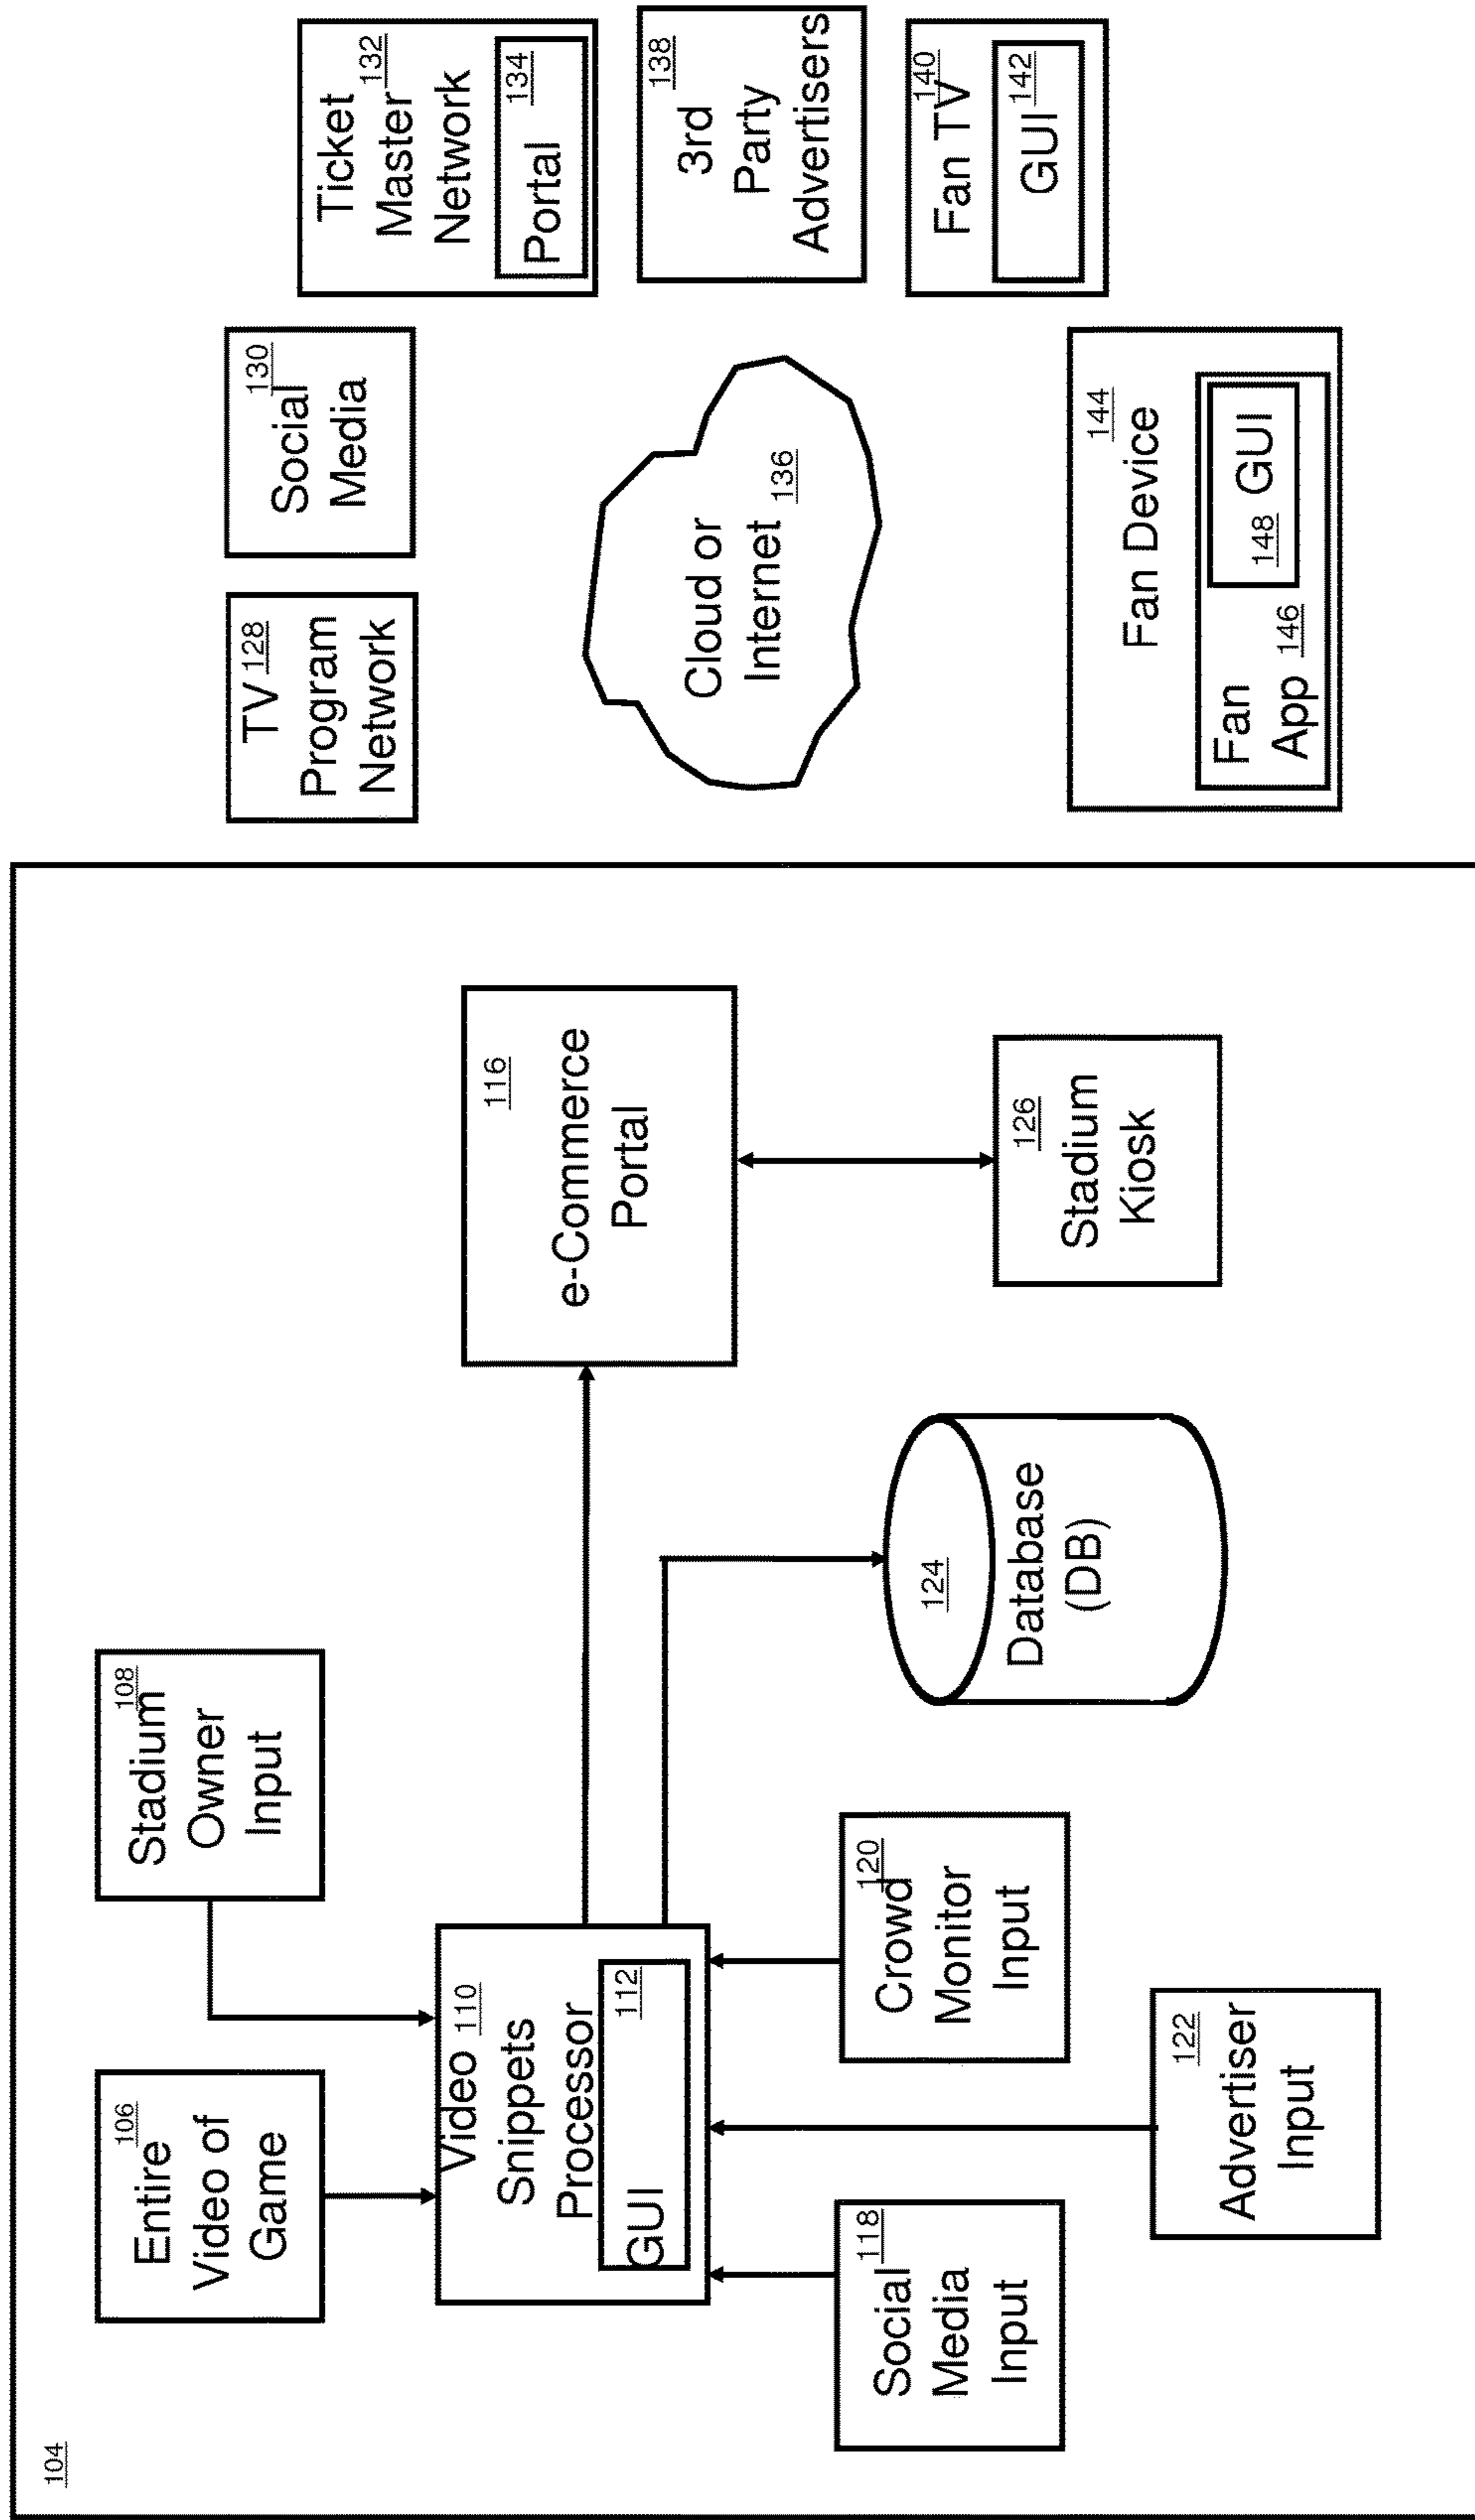 104
106
Entire
Video of
Game
108
Stadium
Owner
Input
Video 110
Snippets
Processor
112
GUI
116
e-Commerce
Portal
118
Social
Media
Input
120
Crowd
Monitor
Input
122
Advertiser
Input
124
Database
(DB)
126
Stadium
Kiosk
TV 128
Program
Network
130
Social
Media
Ticket
Master 132
Network
134
Portal
Cloud or
Internet 136
138
3rd
Party
Advertisers
140
Fan TV
142
GUI
144
Fan Device
Fan
App 146
148 GUI